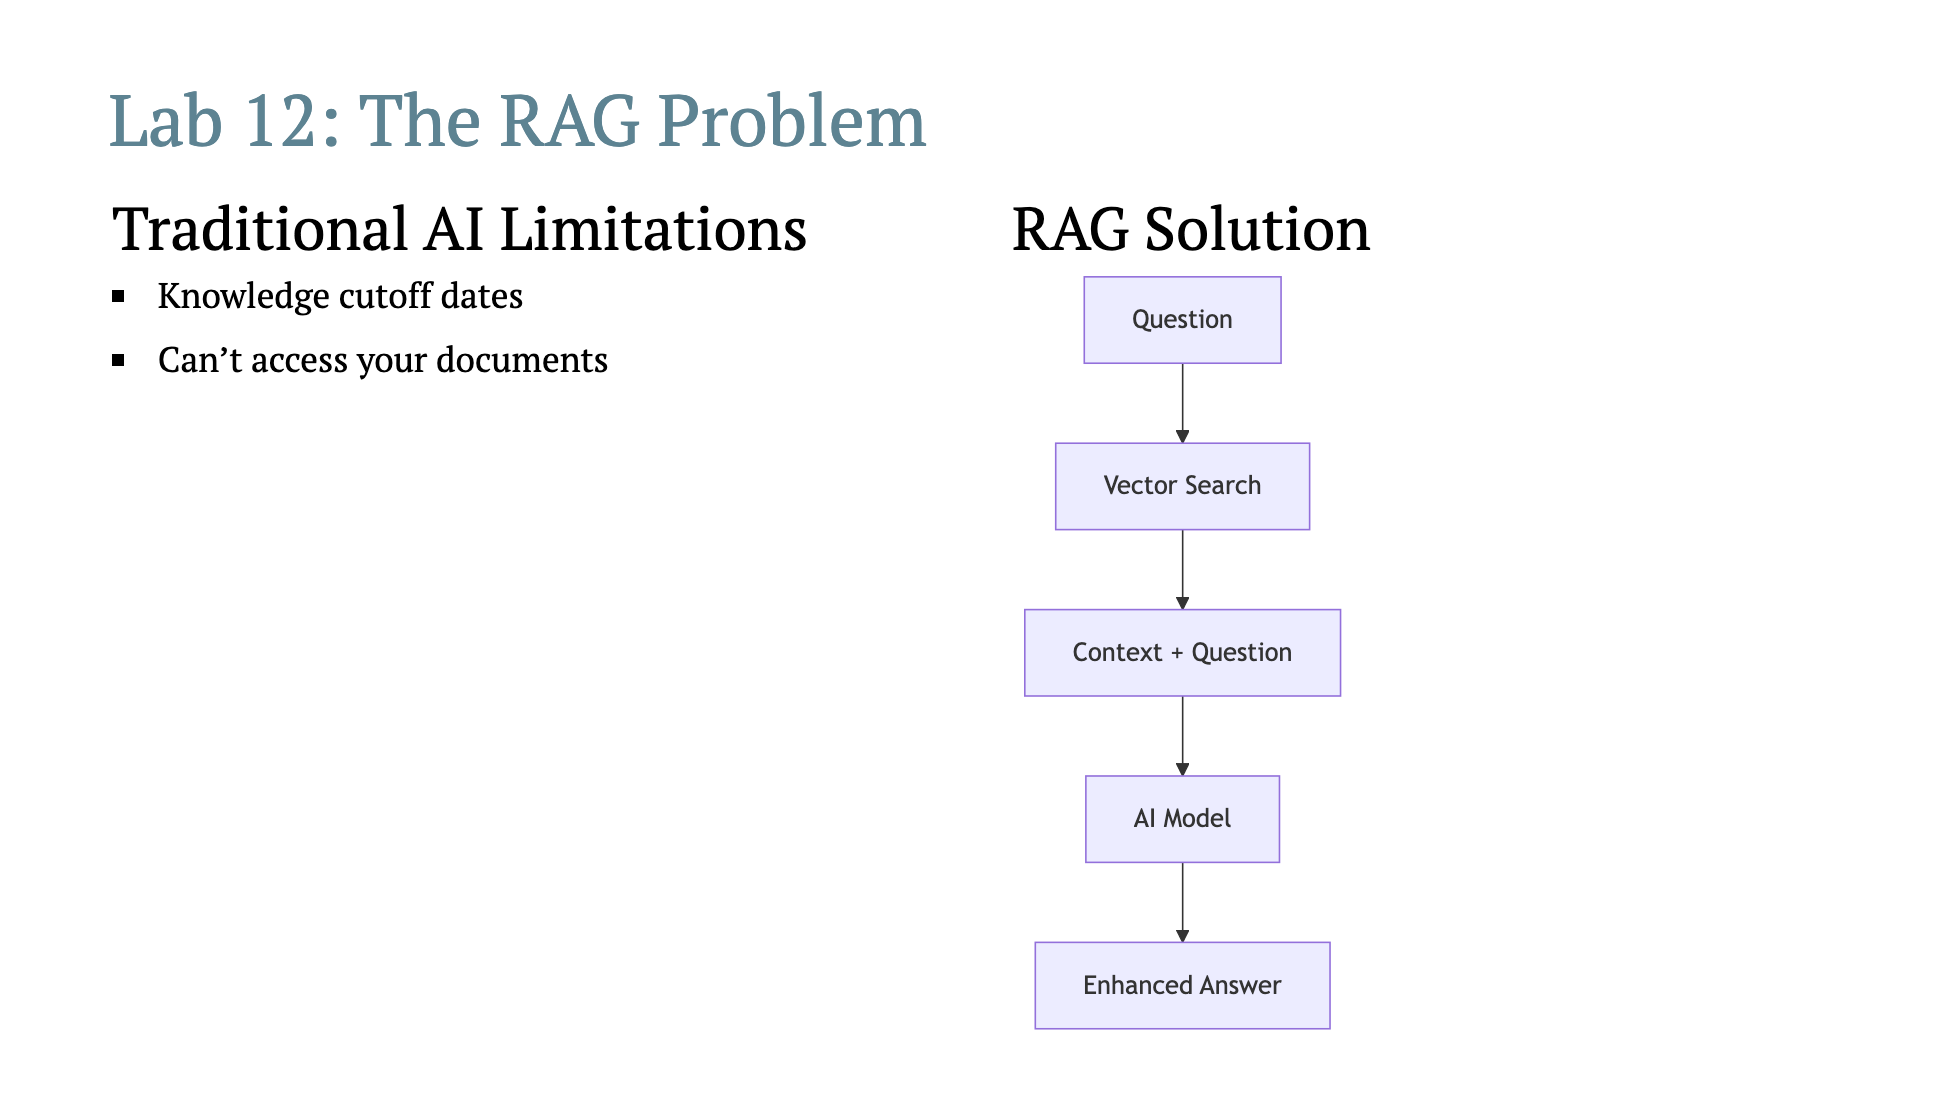 Lab 12: The RAG Problem
Traditional AI Limitations
Knowledge cutoff dates
Can’t access your documents
RAG Solution
Question
Vector Search
Context + Question
AI Model
Enhanced Answer